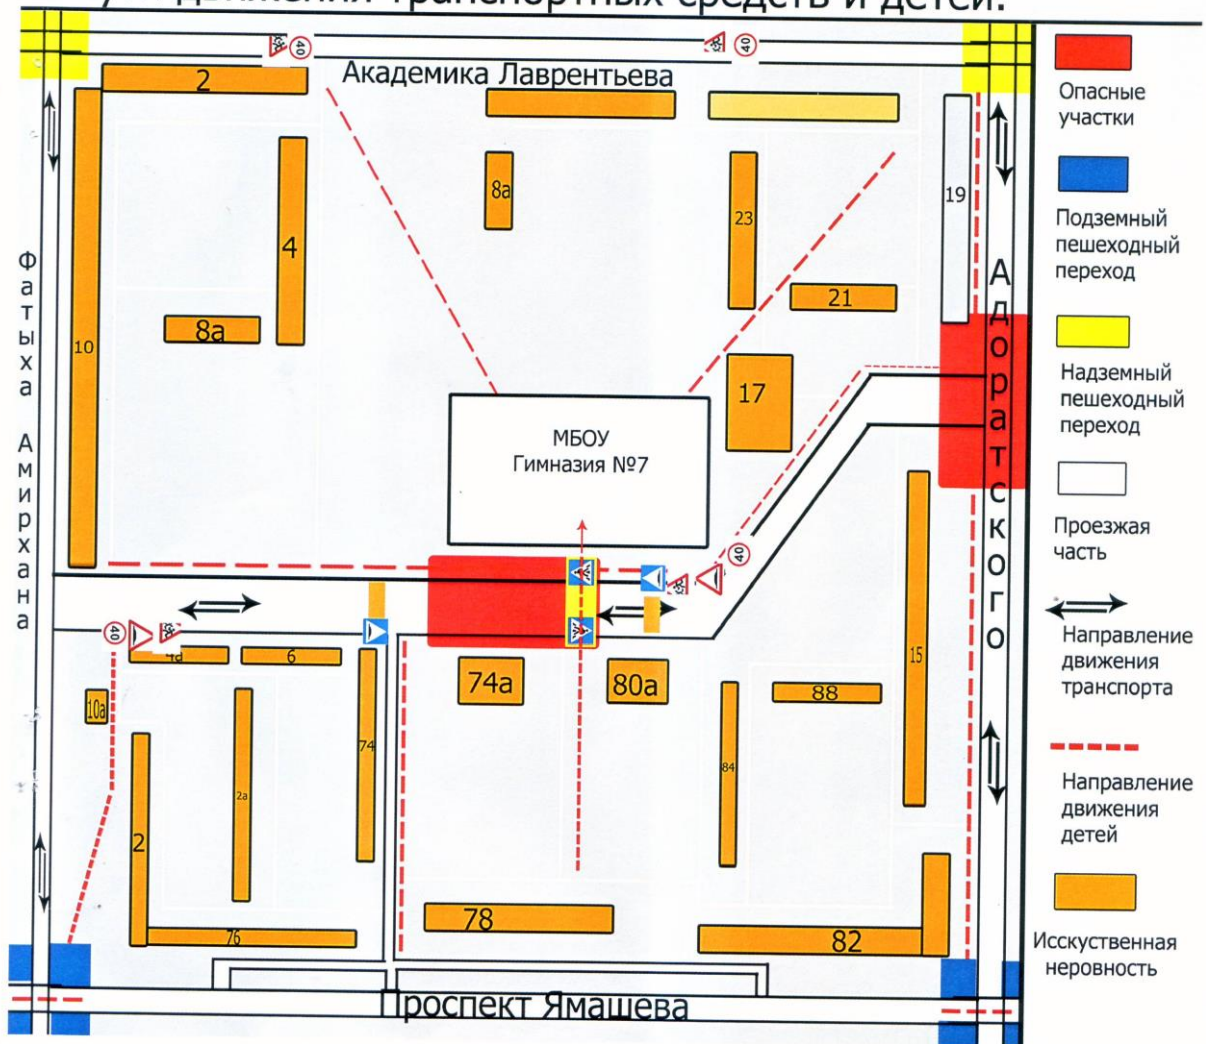 движения транспортных средств и детей.
40
40
Академика Лаврентьева
2
10
4
8а
8а
23
21
19
17
МБОУ
Гимназия №7
Фатыха Амирхана
Адоратского
40
40
4а
6
10а
2
2а
74
76
74а
80а
78
84
88
15
82
Проспект Ямашева
Опасные
участки
Подземный
пешеходный
переход
Надземный
пешеходный
переход
Проезжая
часть
Направление
движения
транспорта
Направление
движения
детей
Исскуственная
неровность